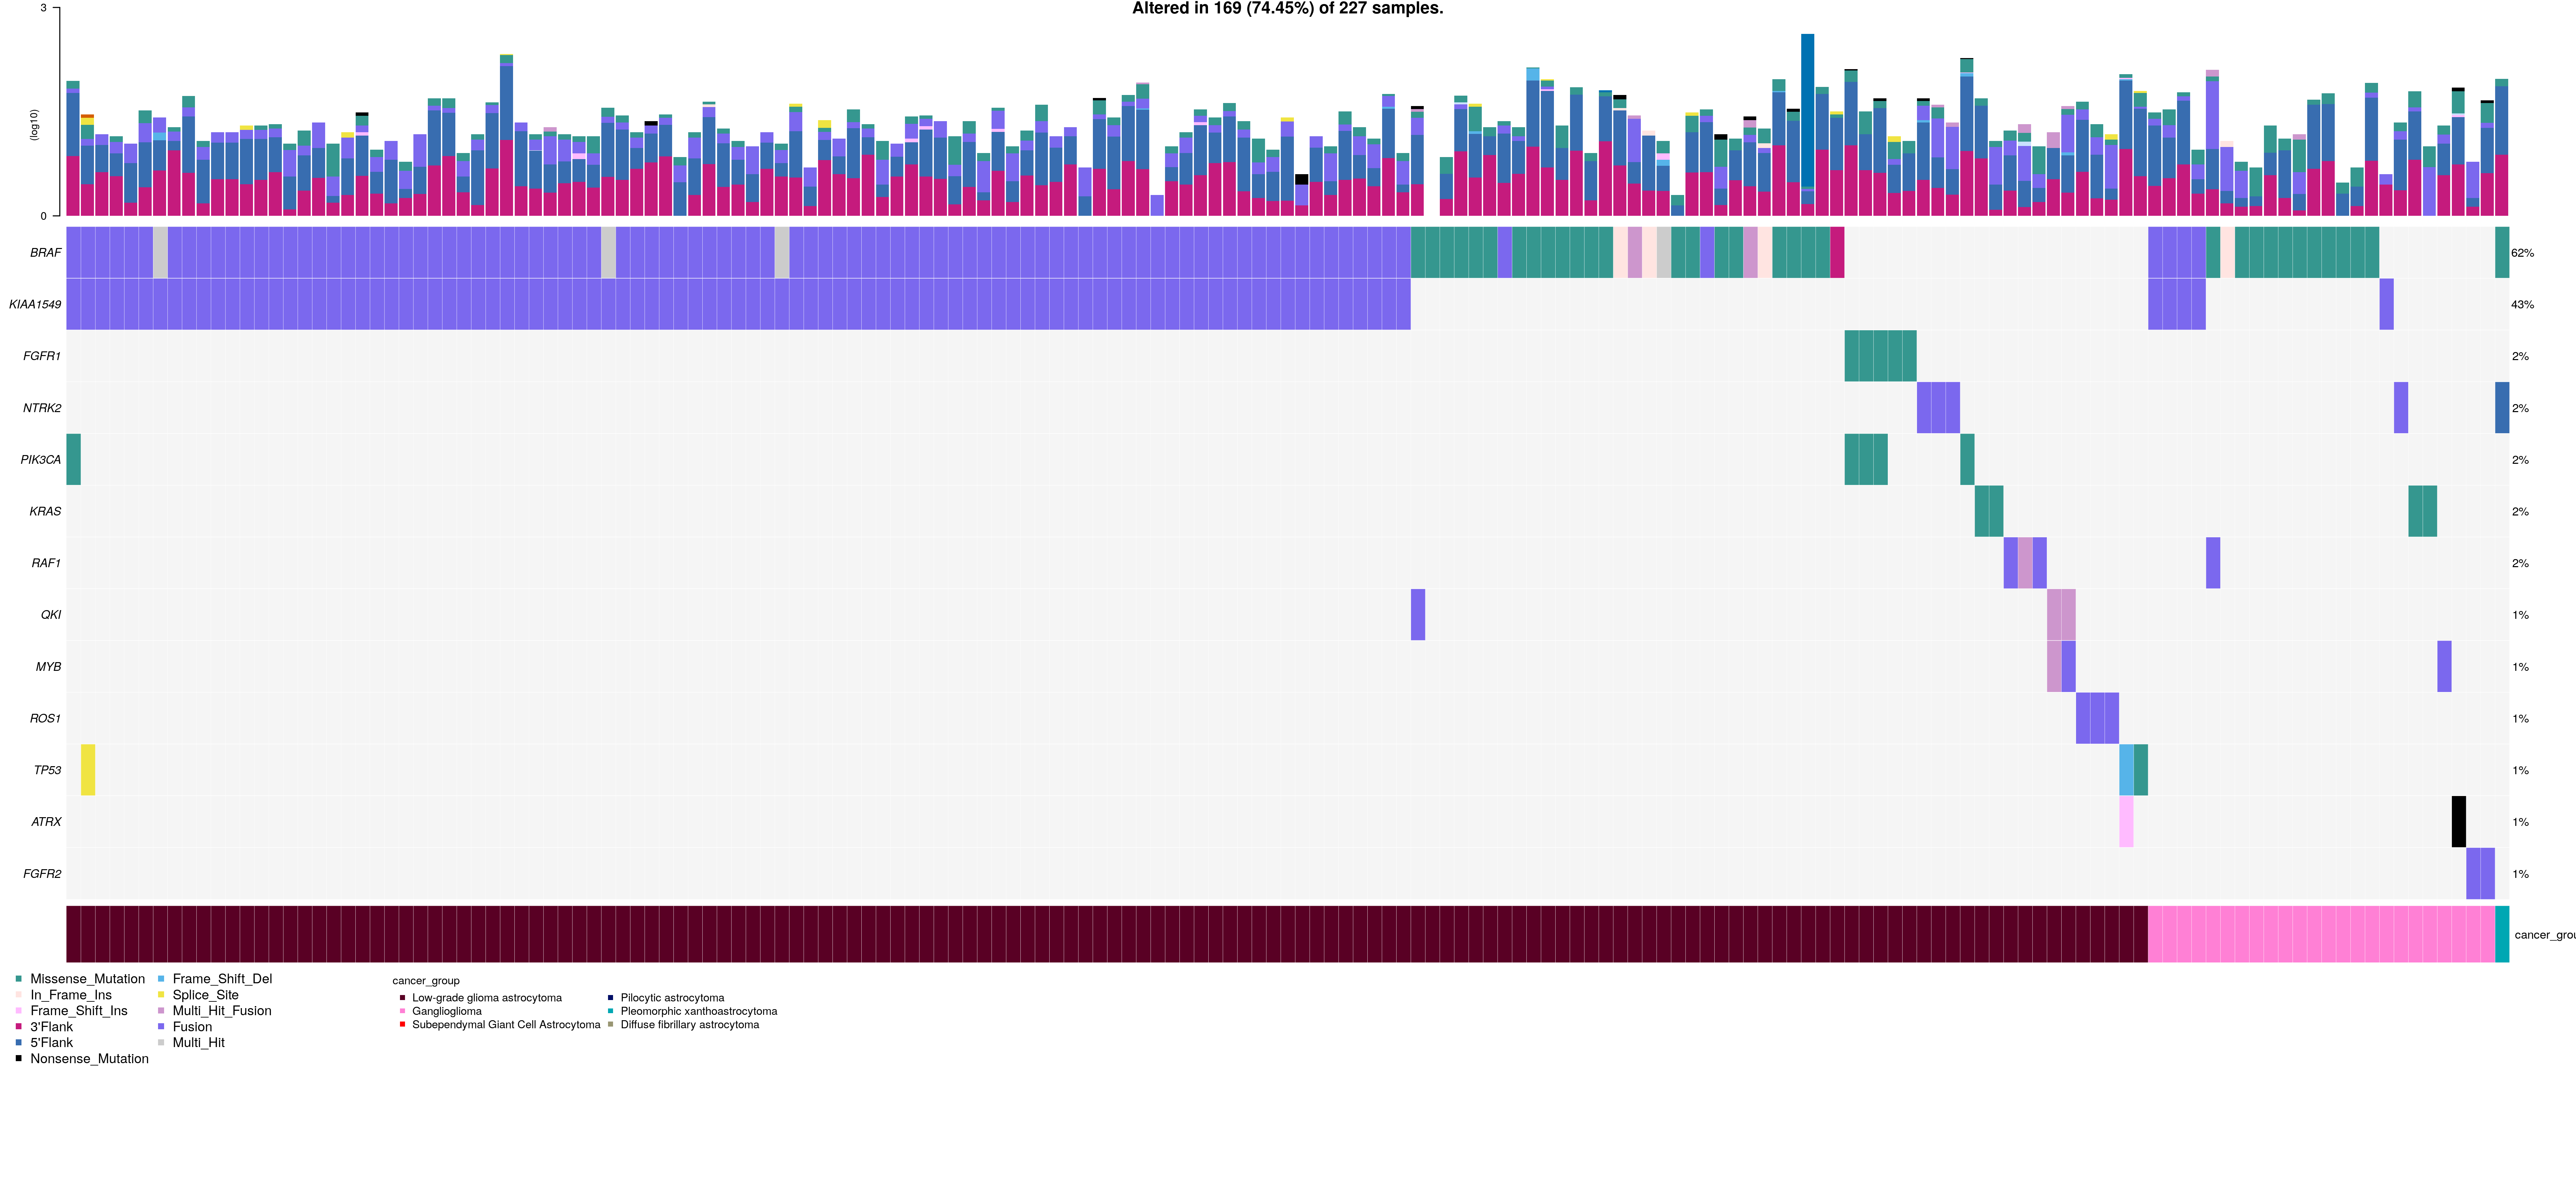 Altered in 169 (74.45%) of 227 samples.
3
(log10)
0
BRAF 62%
KIAA1549 43%
FGFR1 2%
NTRK2 2%
PIK3CA 2%
KRAS 2%
RAF1 2%
QKI 1%
MYB 1%
ROS1 1%
TP53 1%
ATRX 1%
FGFR2 1%
cancer_grou
Missense_Mutation Frame_Shift_Del
In_Frame_Ins Splice_Site
Frame_Shift_Ins Multi_Hit_Fusion
3'Flank Fusion
5'Flank Multi_Hit
Nonsense_Mutation
cancer_group
Low-grade glioma astrocytoma Pilocytic astrocytoma
Ganglioglioma Pleomorphic xanthoastrocytoma
Subependymal Giant Cell Astrocytoma Diffuse fibrillary astrocytoma